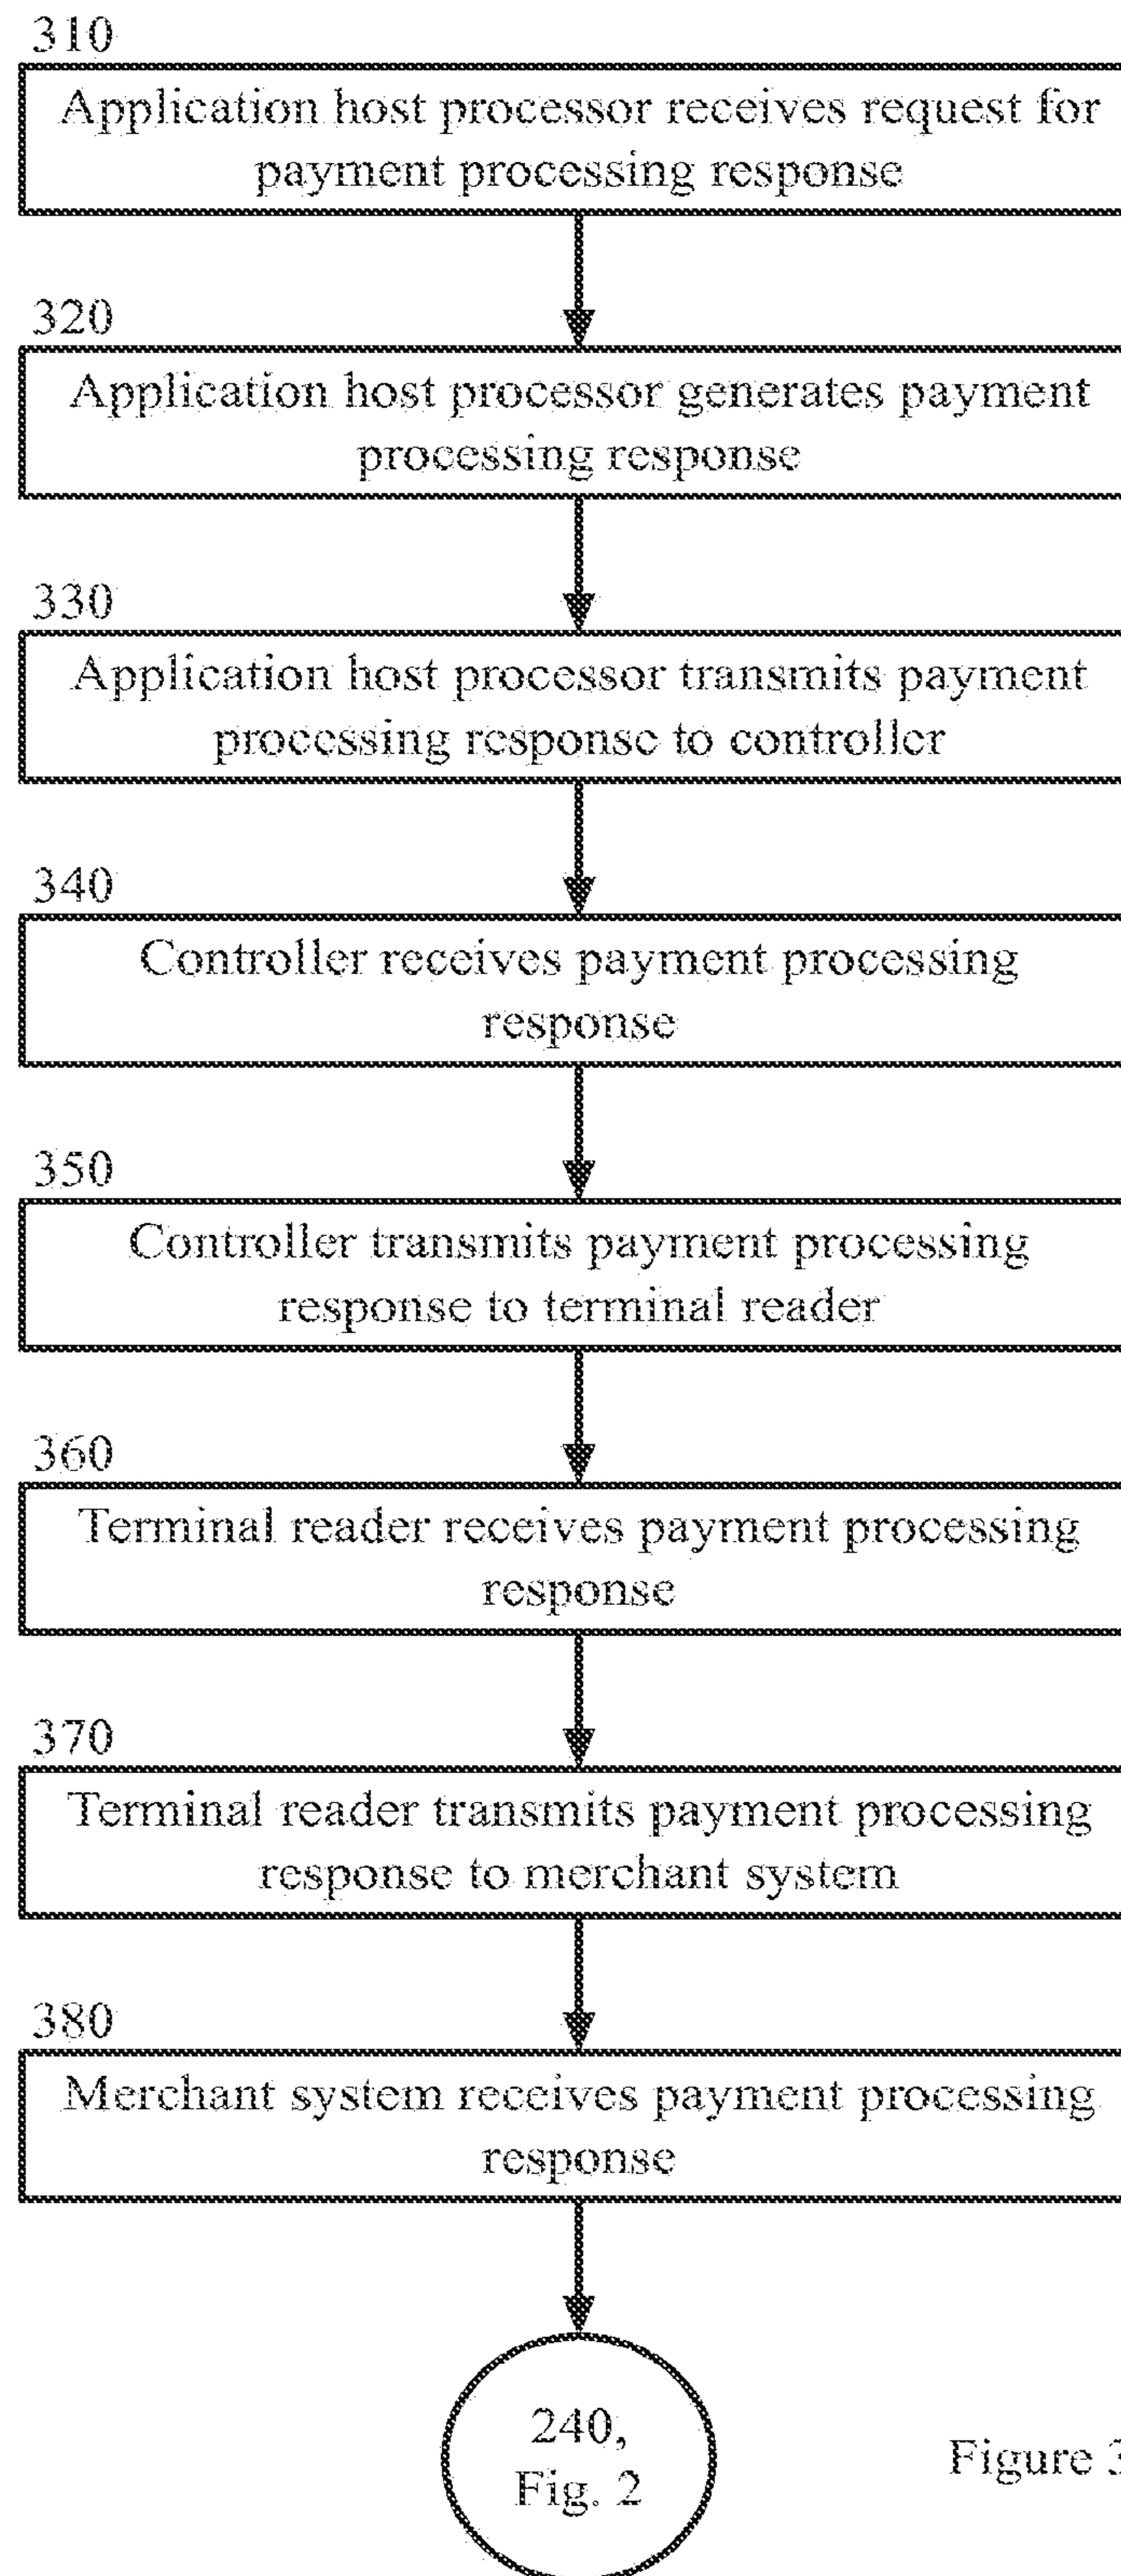 310
Application host processor receives request for
payment processing response
320
Application host processor generates payment
processing response
330
Application host processor transmits payment
processing response to controller
340
Controller receives payment processing
response
350
Controller transmits payment processing
response to terminal reader
360
Terminal reader receives payment processing
response
370
Terminal reader transmits payment processing
response to merchant system
380
Merchant system receives payment processing
response
240,
Fig. 2
Figure 3